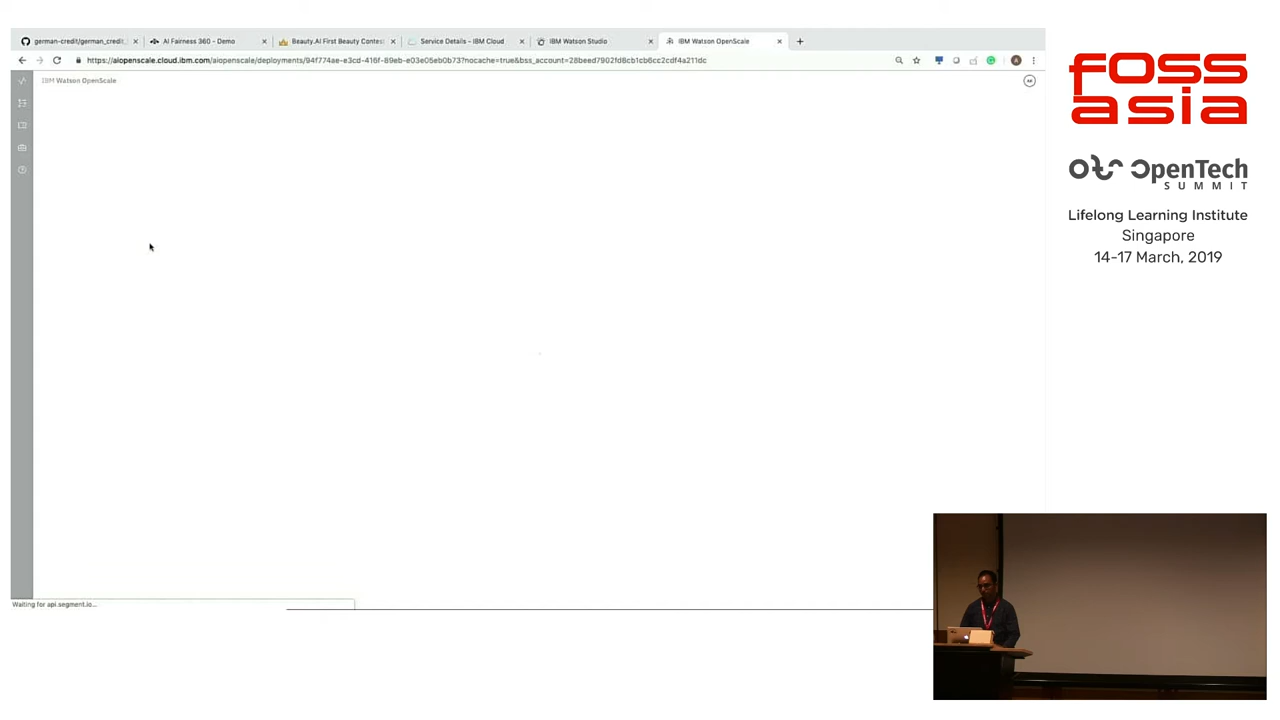 german-credit/german_credit_
AI Fairness 360 - Demo
Beauty.AI First Beauty Contest
Service Details - IBM Cloud
IBM Watson Studio
IBM Watson OpenScale
https://aiopenscale.cloud.ibm.com/aiopenscale/deployments/94f774ae-e3cd-416f-89eb-e03e05eb0b73?nocache=true&bss_account=28beed7902fd8cb1cb6cc2cdf4a211dc
IBM Watson OpenScale
Waiting for api.segment.io...
FOSS
asia
OpenTech
SUMMIT
Lifelong Learning Institute
Singapore
14-17 March, 2019